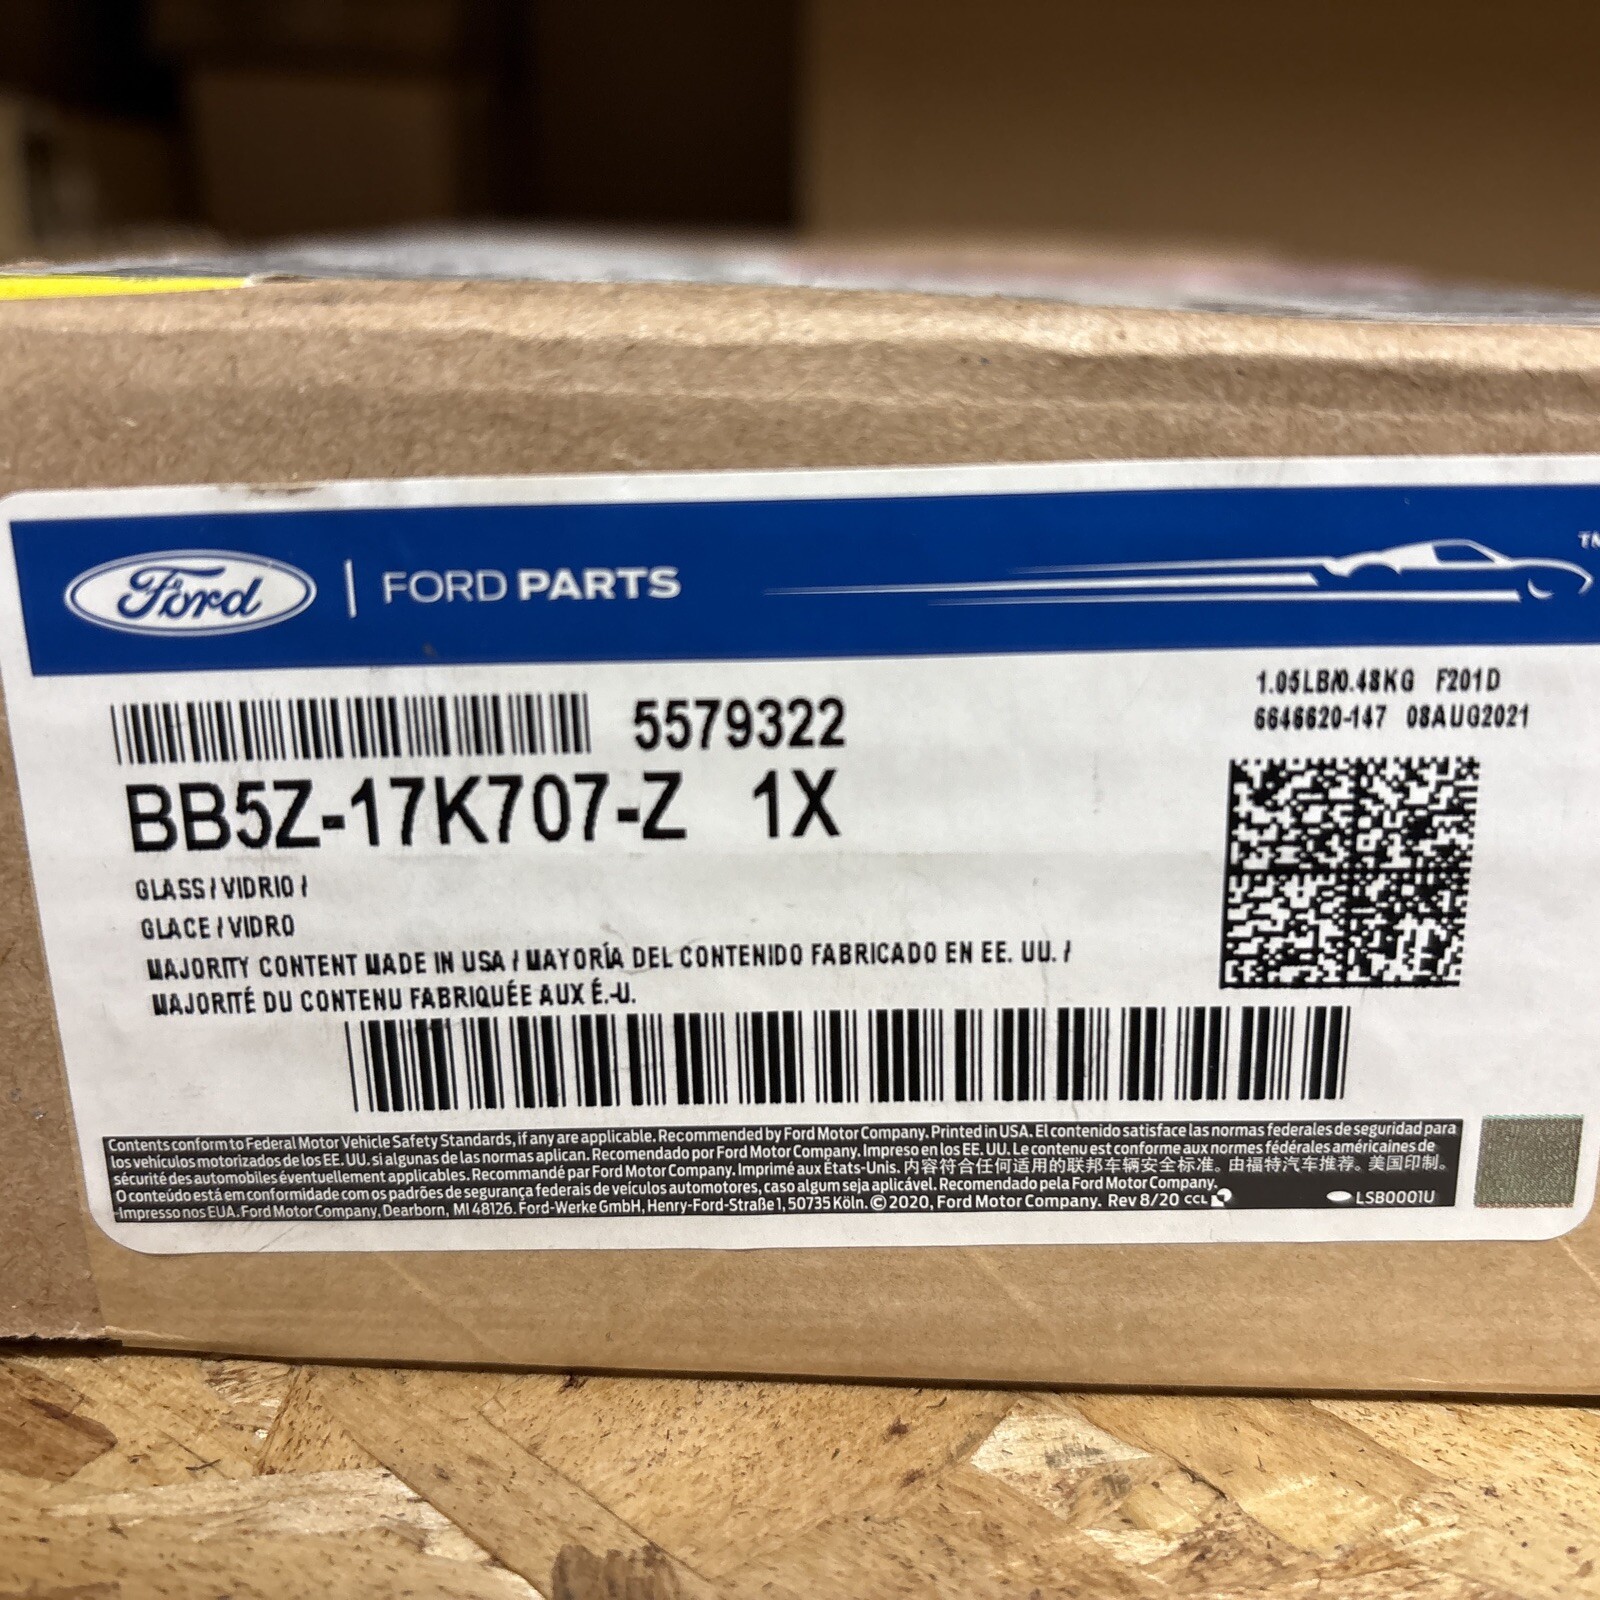 Ford | FORD PARTS
TM
5579322
1.05LB/0.48KG F201D
6646620-147 08AUG2021
BB5Z-17K707-Z 1X
GLASS / VIDRIO /
GLACE / VIDRO
MAJORITY CONTENT MADE IN USA / MAYORÍA DEL CONTENIDO FABRICADO EN EE. UU. /
MAJORITÉ DU CONTENU FABRIQUÉE AUX É.-U.
Contents conform to Federal Motor Vehicle Safety Standards, if any are applicable. Recommended by Ford Motor Company. Printed in USA. El contenido satisface las normas federales de seguridad para
los vehículos motorizados de los EE. UU. si algunas de las normas aplican. Recomendado por Ford Motor Company. Impreso en los EE. UU. Le contenu est conforme aux normes fédérales américaines de
sécurité des automobiles éventuellement applicables. Recommandé par Ford Motor Company. Imprimé aux États-Unis. 内容符合任何适用的联邦车辆安全标准。由福特汽车推荐。美国印制。
O conteúdo está em conformidade com os padrões de segurança federais de veículos automotores, caso algum seja aplicável. Recomendado pela Ford Motor Company.
Impresso nos EUA. Ford Motor Company, Dearborn, MI 48126. Ford-Werke GmbH, Henry-Ford-Straße 1, 50735 Köln. © 2020, Ford Motor Company. Rev 8/20 CCL LSB0001U